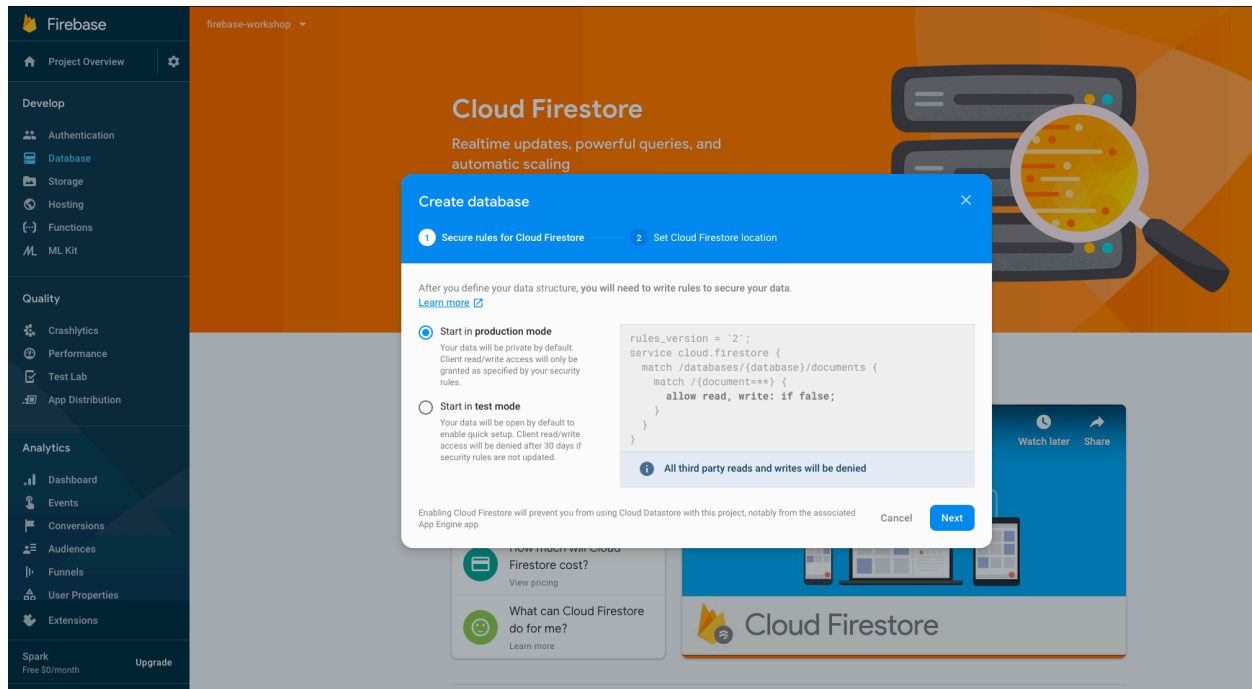 Firebase
Project Overview
Develop
Authentication
Database
Storage
Hosting
Functions
ML Kit
Quality
Crashlytics
Performance
Test Lab
App Distribution
Analytics
Dashboard
Events
Conversions
Audiences
Funnels
User Properties
Extensions
Spark
Free $0/month
Upgrade
firebase-workshop
Cloud Firestore
Realtime updates, powerful queries, and
automatic scaling
Create database
1 Secure rules for Cloud Firestore
2 Set Cloud Firestore location
After you define your data structure, you will need to write rules to secure your data.
Learn more
Start in production mode
Your data will be private by default.
Client read/write access will only be
granted as specified by your security
rules.
Start in test mode
Your data will be open by default to
enable quick setup. Client read/write
access will be denied after 30 days if
security rules are not updated.
rules_version = '2';
service cloud.firestore {
match /databases/{database}/documents {
match /{document=**} {
allow read, write: if false;
}
}
}
All third party reads and writes will be denied
Enabling Cloud Firestore will prevent you from using Cloud Datastore with this project, notably from the associated
App Engine app
Cancel
Next
Watch later
Share
How much will Cloud
Firestore cost?
View pricing
What can Cloud Firestore
do for me?
Learn more
Cloud Firestore